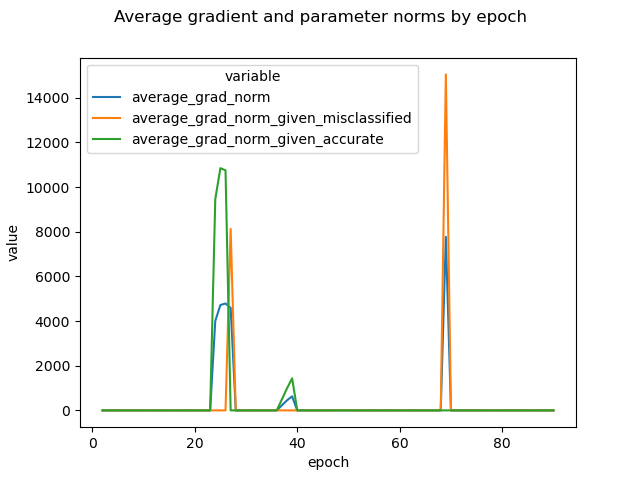 Average gradient and parameter norms by epoch
variable
average_grad_norm
average_grad_norm_given_misclassified
average_grad_norm_given_accurate
14000
12000
10000
8000
6000
4000
2000
0
value
0 20 40 60 80
epoch